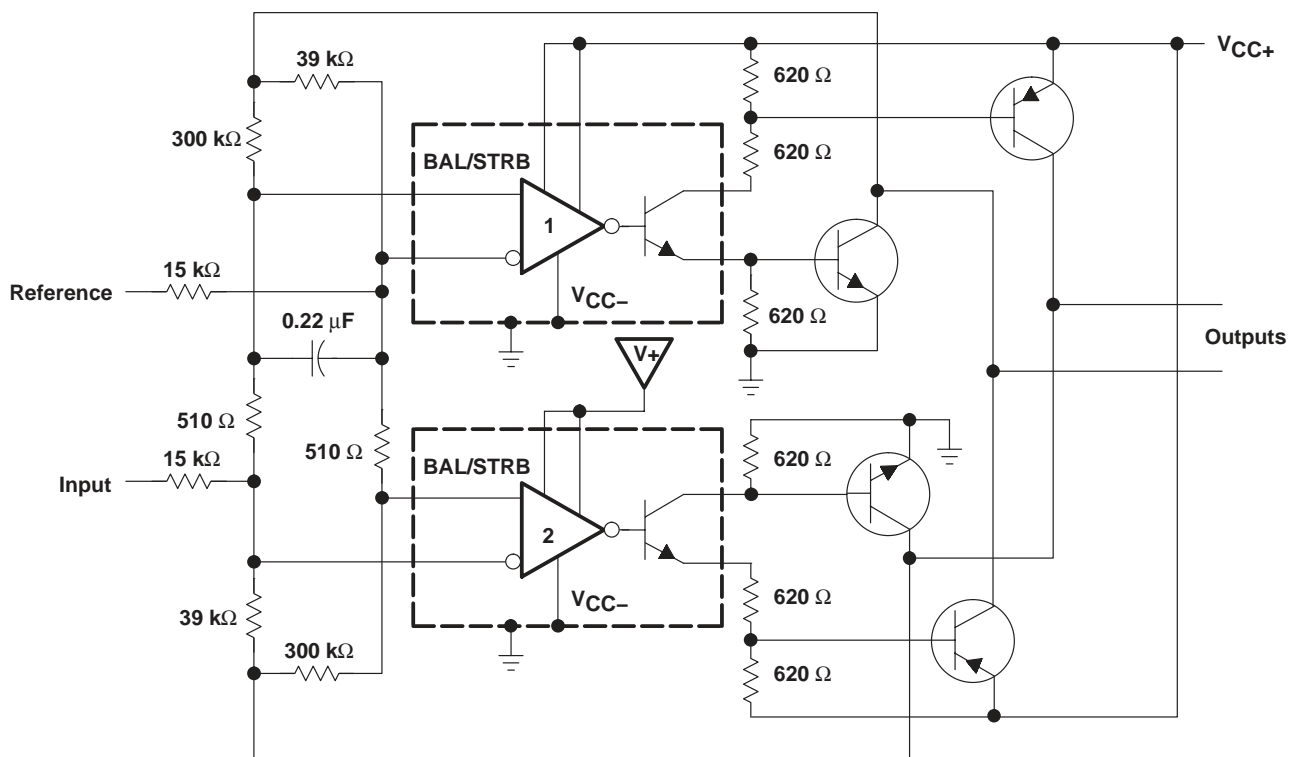 39 kΩ
VCC+
620 Ω
300 kΩ
BAL/STRB
620 Ω
1
15 kΩ
Reference
VCC–
620 Ω
0.22 μF
Outputs
V+
510 Ω
510 Ω
BAL/STRB
620 Ω
15 kΩ
Input
2
VCC–
620 Ω
39 kΩ
300 kΩ
620 Ω